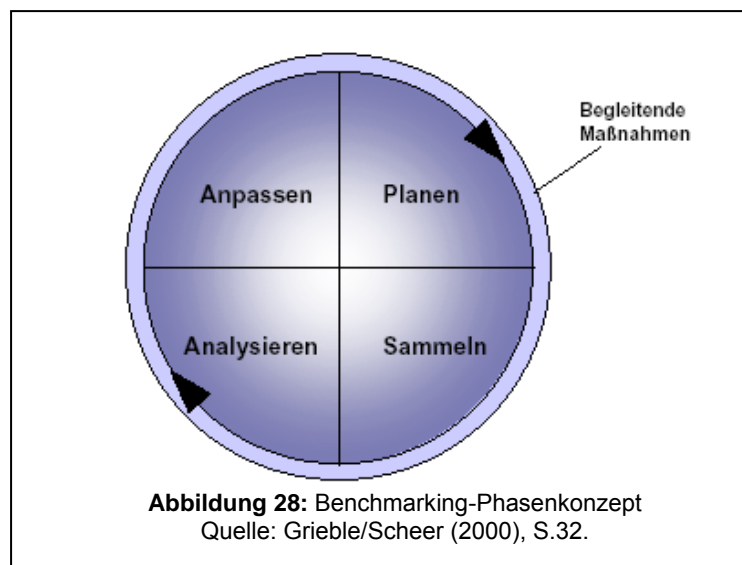 Begleitende
Maßnahmen
Anpassen
Planen
Analysieren
Sammeln
Abbildung 28: Benchmarking-Phasenkonzept
Quelle: Grieble/Scheer (2000), S.32.